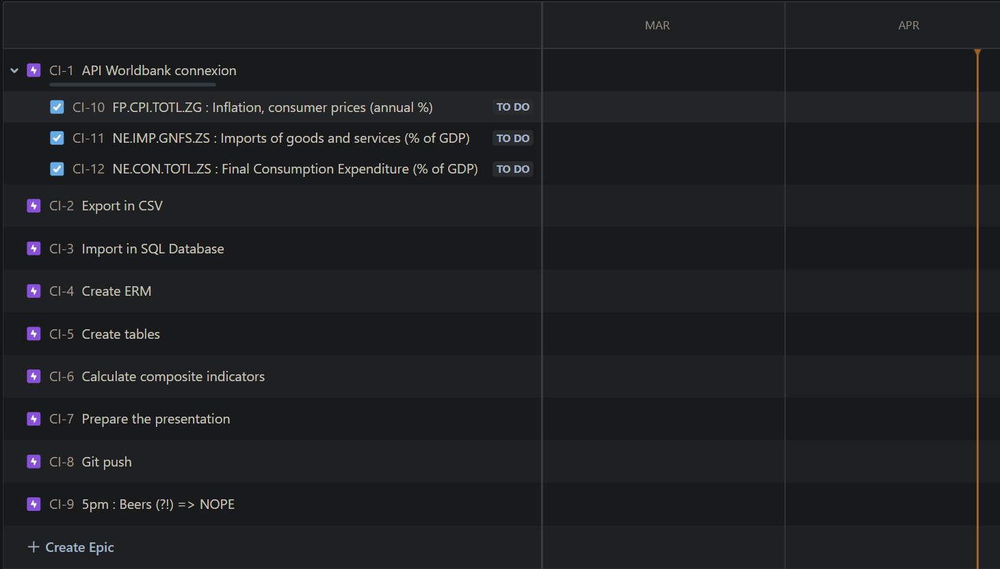 MAR APR
CI-1 API Worldbank connexion
CI-10 FP.CPI.TOTL.ZG : Inflation, consumer prices (annual %) TO DO
CI-11 NE.IMP.GNFS.ZS : Imports of goods and services (% of GDP) TO DO
CI-12 NE.CON.TOTL.ZS : Final Consumption Expenditure (% of GDP) TO DO
CI-2 Export in CSV
CI-3 Import in SQL Database
CI-4 Create ERM
CI-5 Create tables
CI-6 Calculate composite indicators
CI-7 Prepare the presentation
CI-8 Git push
CI-9 5pm : Beers (?!) => NOPE
+ Create Epic